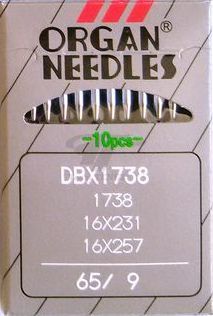 ORGAN®
NEEDLES
-10pcs-
DBX1738
1738
16X231
16X257
65/ 9